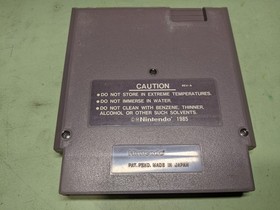 CAUTION
● DO NOT STORE IN EXTREME TEMPERATURES.
● DO NOT IMMERSE IN WATER.
● DO NOT CLEAN WITH BENZENE, THINNER,
ALCOHOL OR OTHER SUCH SOLVENTS.
©®Nintendo® 1985
PAT. PEND. MADE IN JAPAN